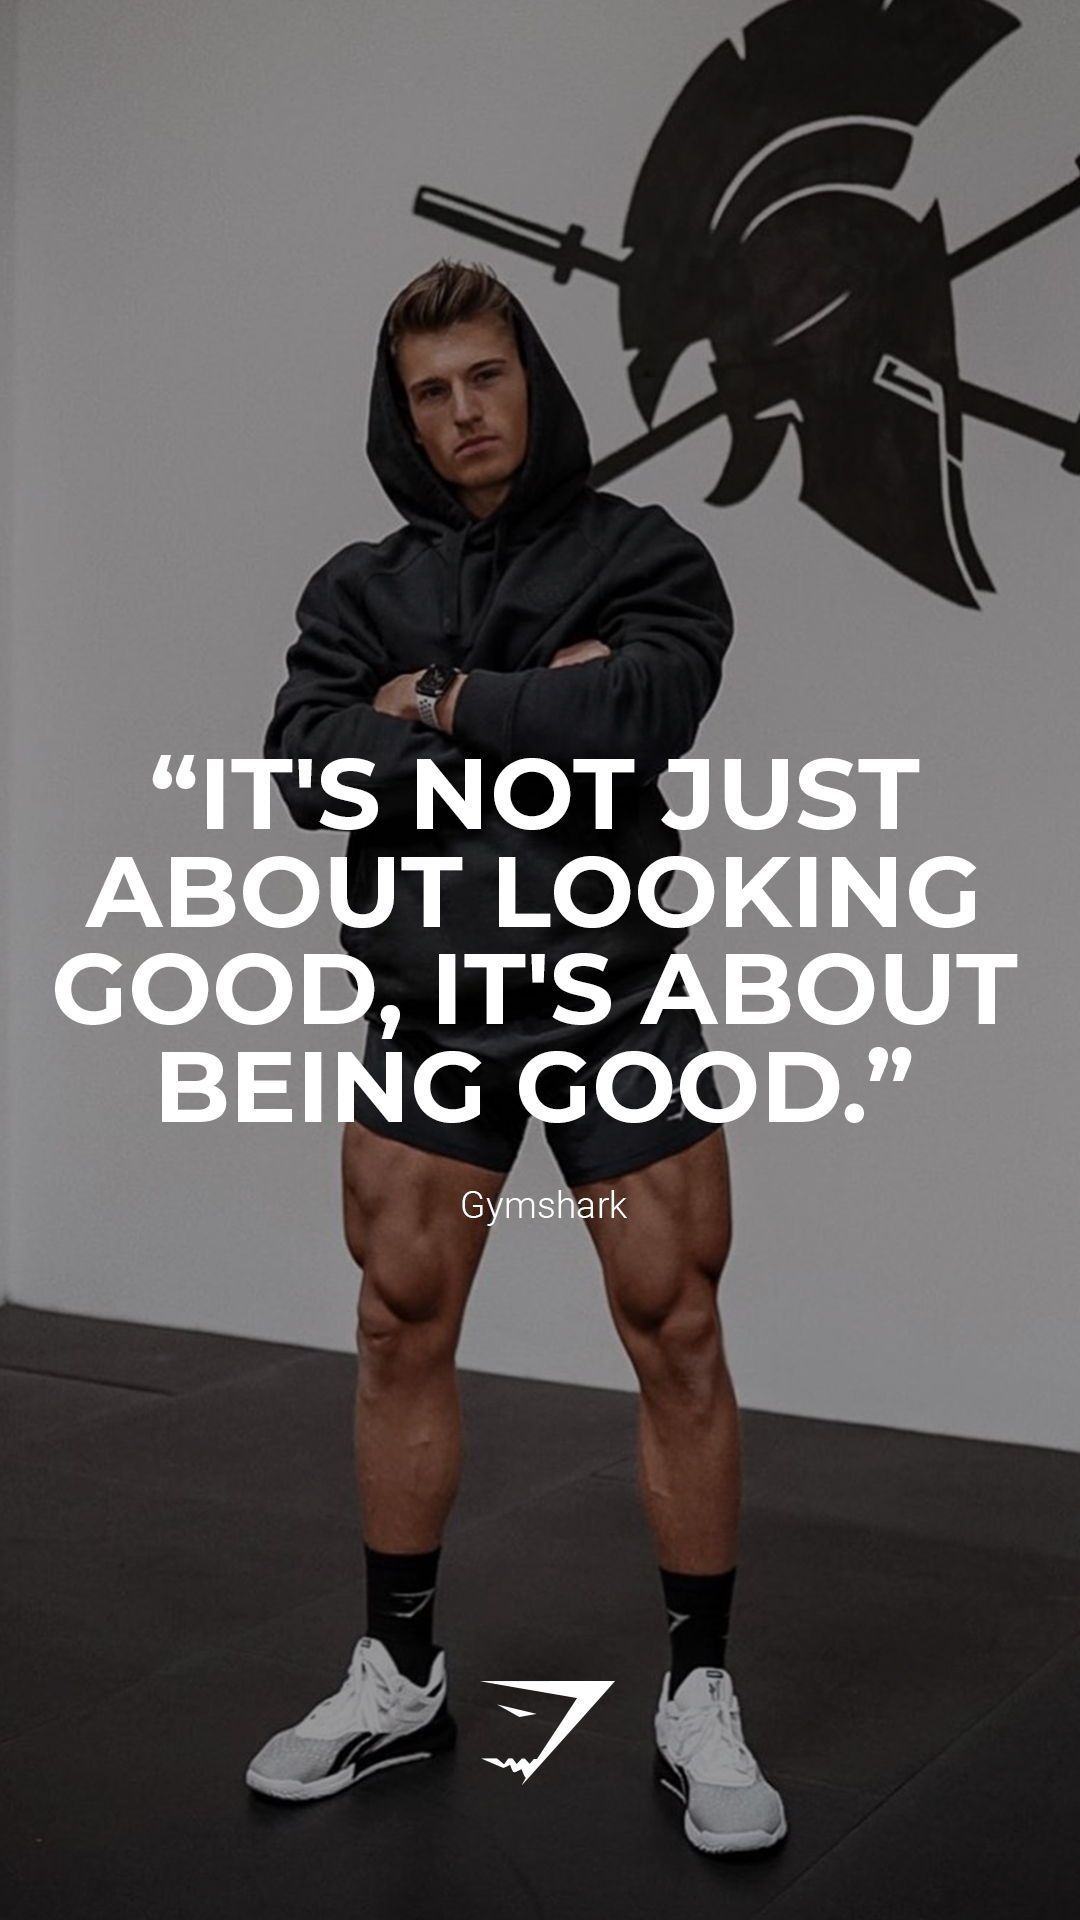 “IT'S NOT JUST
ABOUT LOOKING
GOOD, IT'S ABOUT
BEING GOOD.”
Gymshark